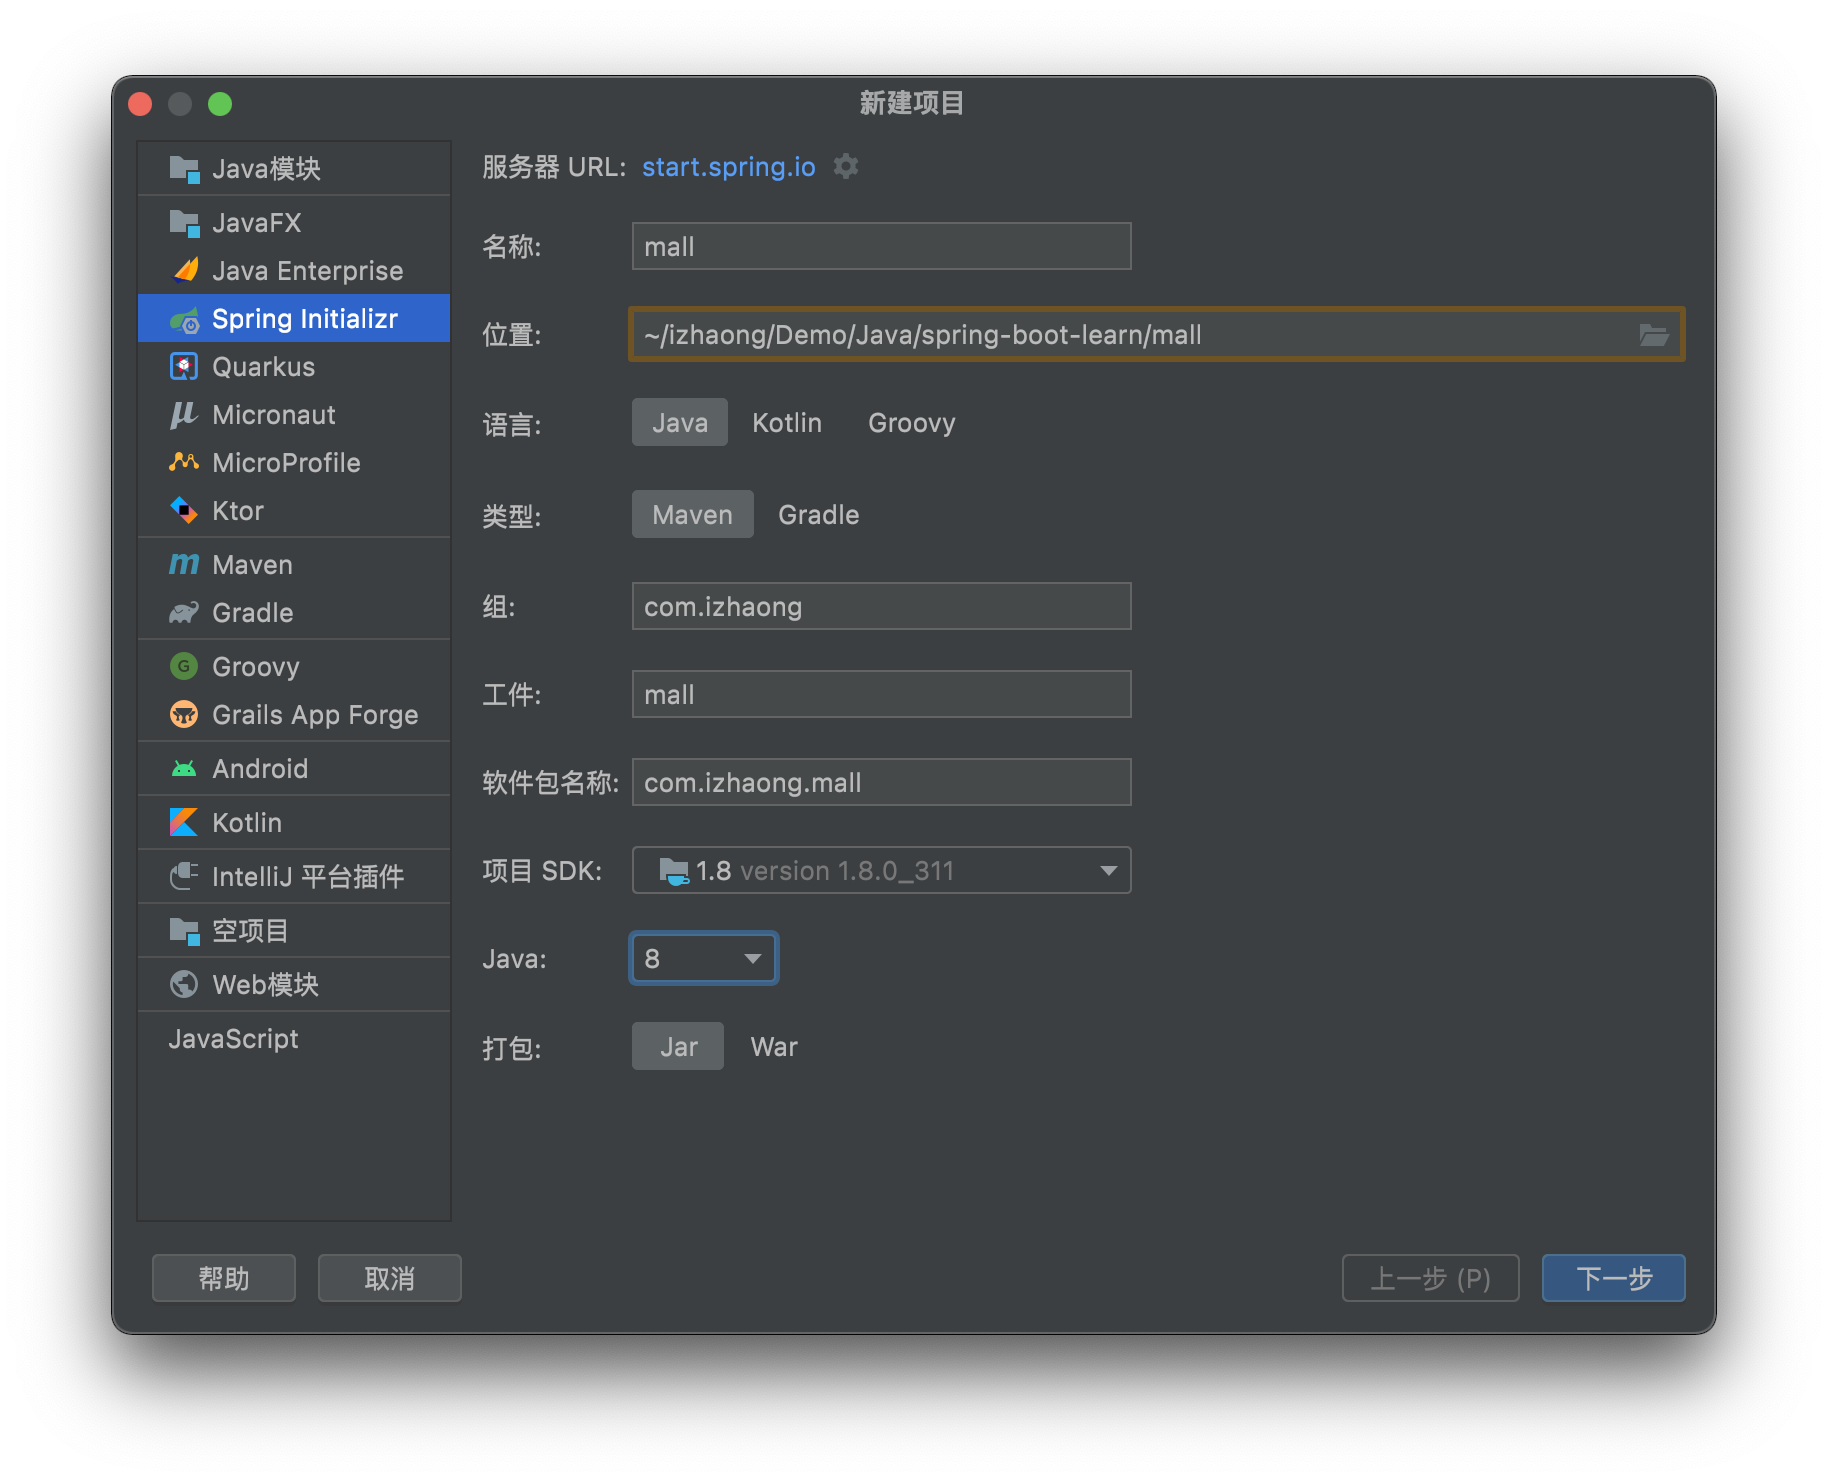 新建项目
Java模块
JavaFX
Java Enterprise
Spring Initializr
Quarkus
Micronaut
MicroProfile
Ktor
Maven
Gradle
Groovy
Grails App Forge
Android
Kotlin
IntelliJ 平台插件
空项目
Web模块
JavaScript
服务器 URL: start.spring.io
名称: mall
位置: ~/izhaong/Demo/Java/spring-boot-learn/mall
语言: Java Kotlin Groovy
类型: Maven Gradle
组: com.izhaong
工件: mall
软件包名称: com.izhaong.mall
项目 SDK: 1.8 version 1.8.0_311
Java: 8
打包: Jar War
帮助 取消 上一步 (P) 下一步